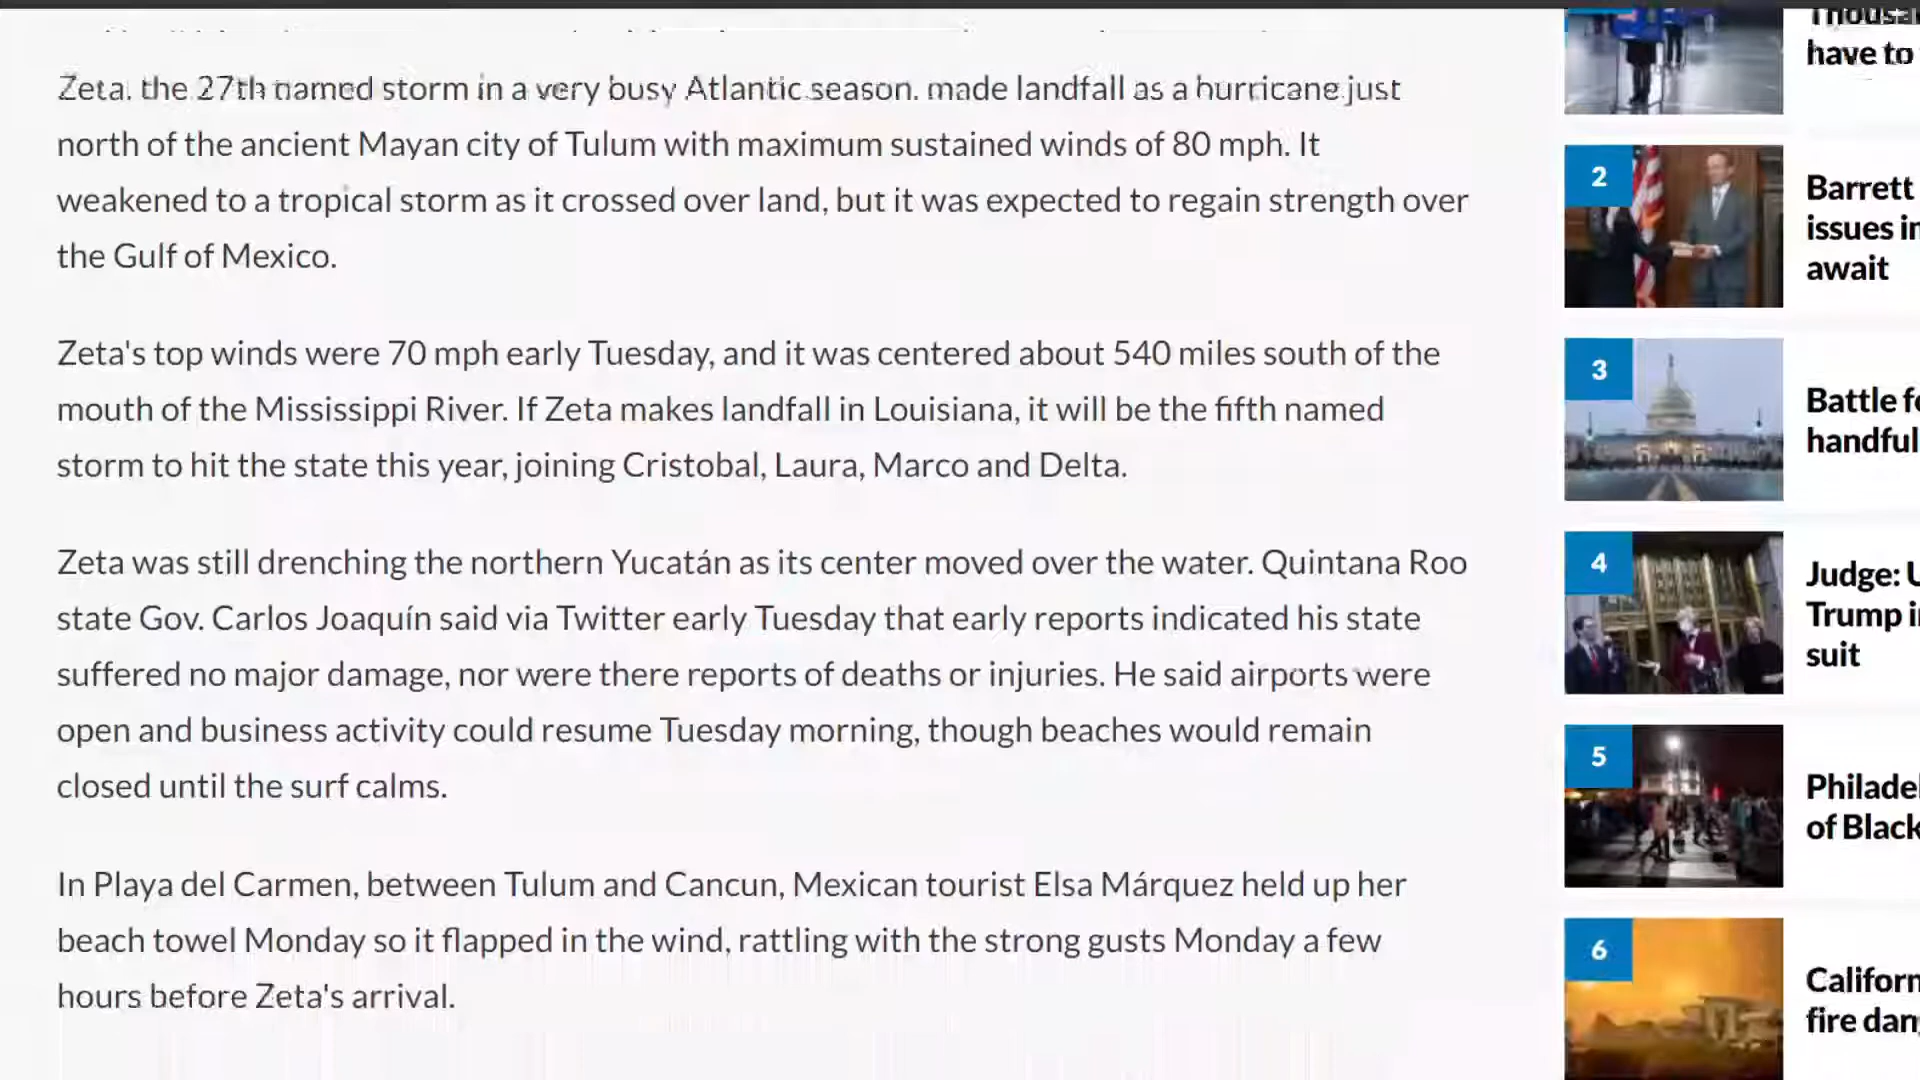 Zeta, the 27th named storm in a very busy Atlantic season, made landfall as a hurricane just
north of the ancient Mayan city of Tulum with maximum sustained winds of 80 mph. It
weakened to a tropical storm as it crossed over land, but it was expected to regain strength over
the Gulf of Mexico.
Zeta's top winds were 70 mph early Tuesday, and it was centered about 540 miles south of the
mouth of the Mississippi River. If Zeta makes landfall in Louisiana, it will be the fifth named
storm to hit the state this year, joining Cristobal, Laura, Marco and Delta.
Zeta was still drenching the northern Yucatán as its center moved over the water. Quintana Roo
state Gov. Carlos Joaquín said via Twitter early Tuesday that early reports indicated his state
suffered no major damage, nor were there reports of deaths or injuries. He said airports were
open and business activity could resume Tuesday morning, though beaches would remain
closed until the surf calms.
In Playa del Carmen, between Tulum and Cancun, Mexican tourist Elsa Márquez held up her
beach towel Monday so it flapped in the wind, rattling with the strong gusts Monday a few
hours before Zeta's arrival.
have to
2
Barrett
issues in
await
3
Battle fo
handful
4
Judge: U
Trump i
suit
5
Philade
of Black
6
Californ
fire dan